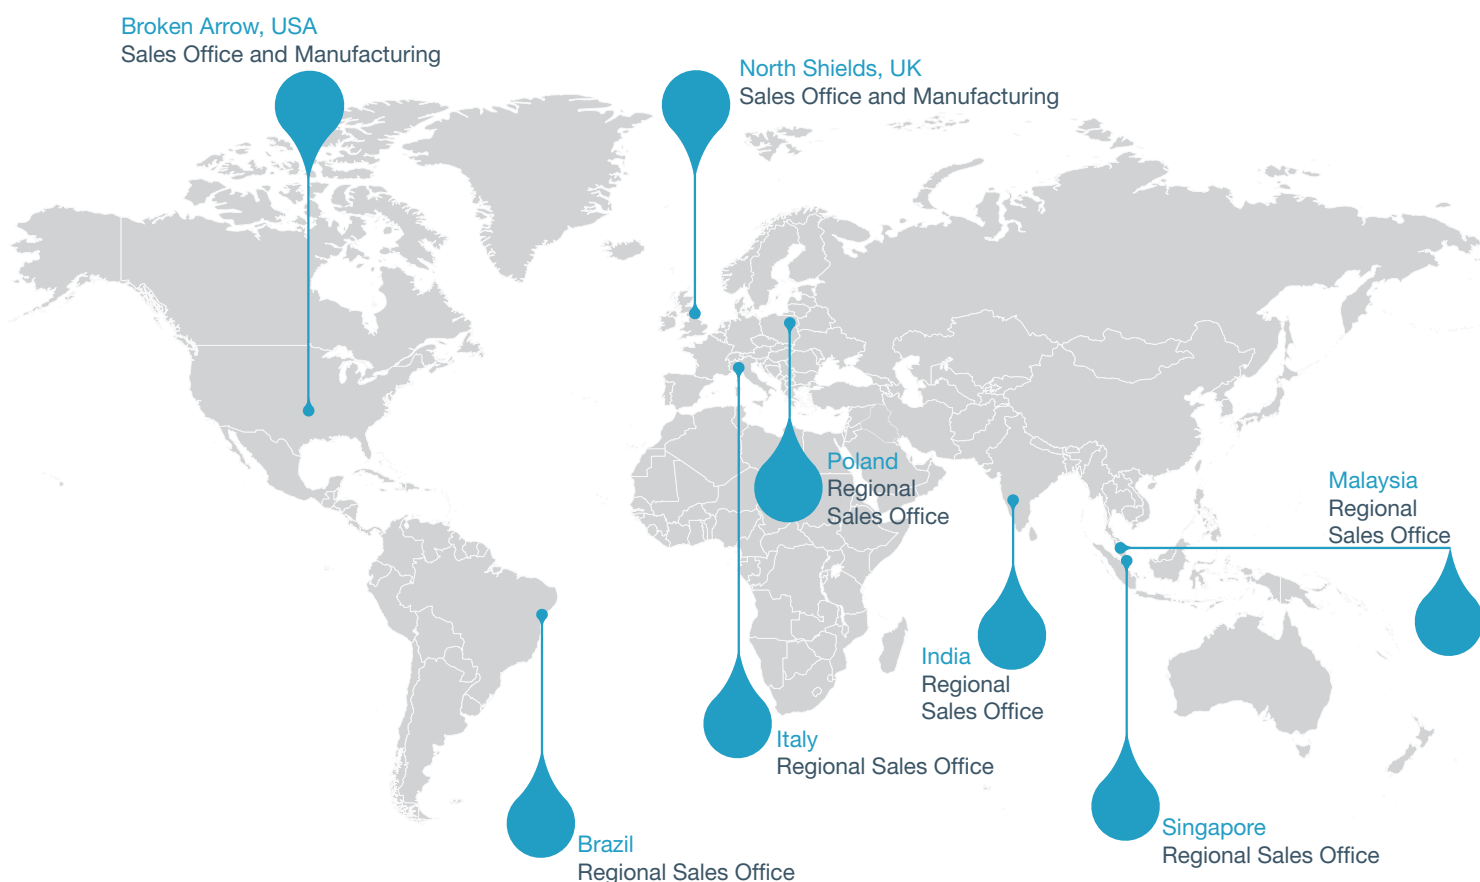 Broken Arrow, USA
Sales Office and Manufacturing
North Shields, UK
Sales Office and Manufacturing
Poland
Regional
Sales Office
Malaysia
Regional
Sales Office
India
Regional
Sales Office
Italy
Regional Sales Office
Singapore
Regional Sales Office
Brazil
Regional Sales Office